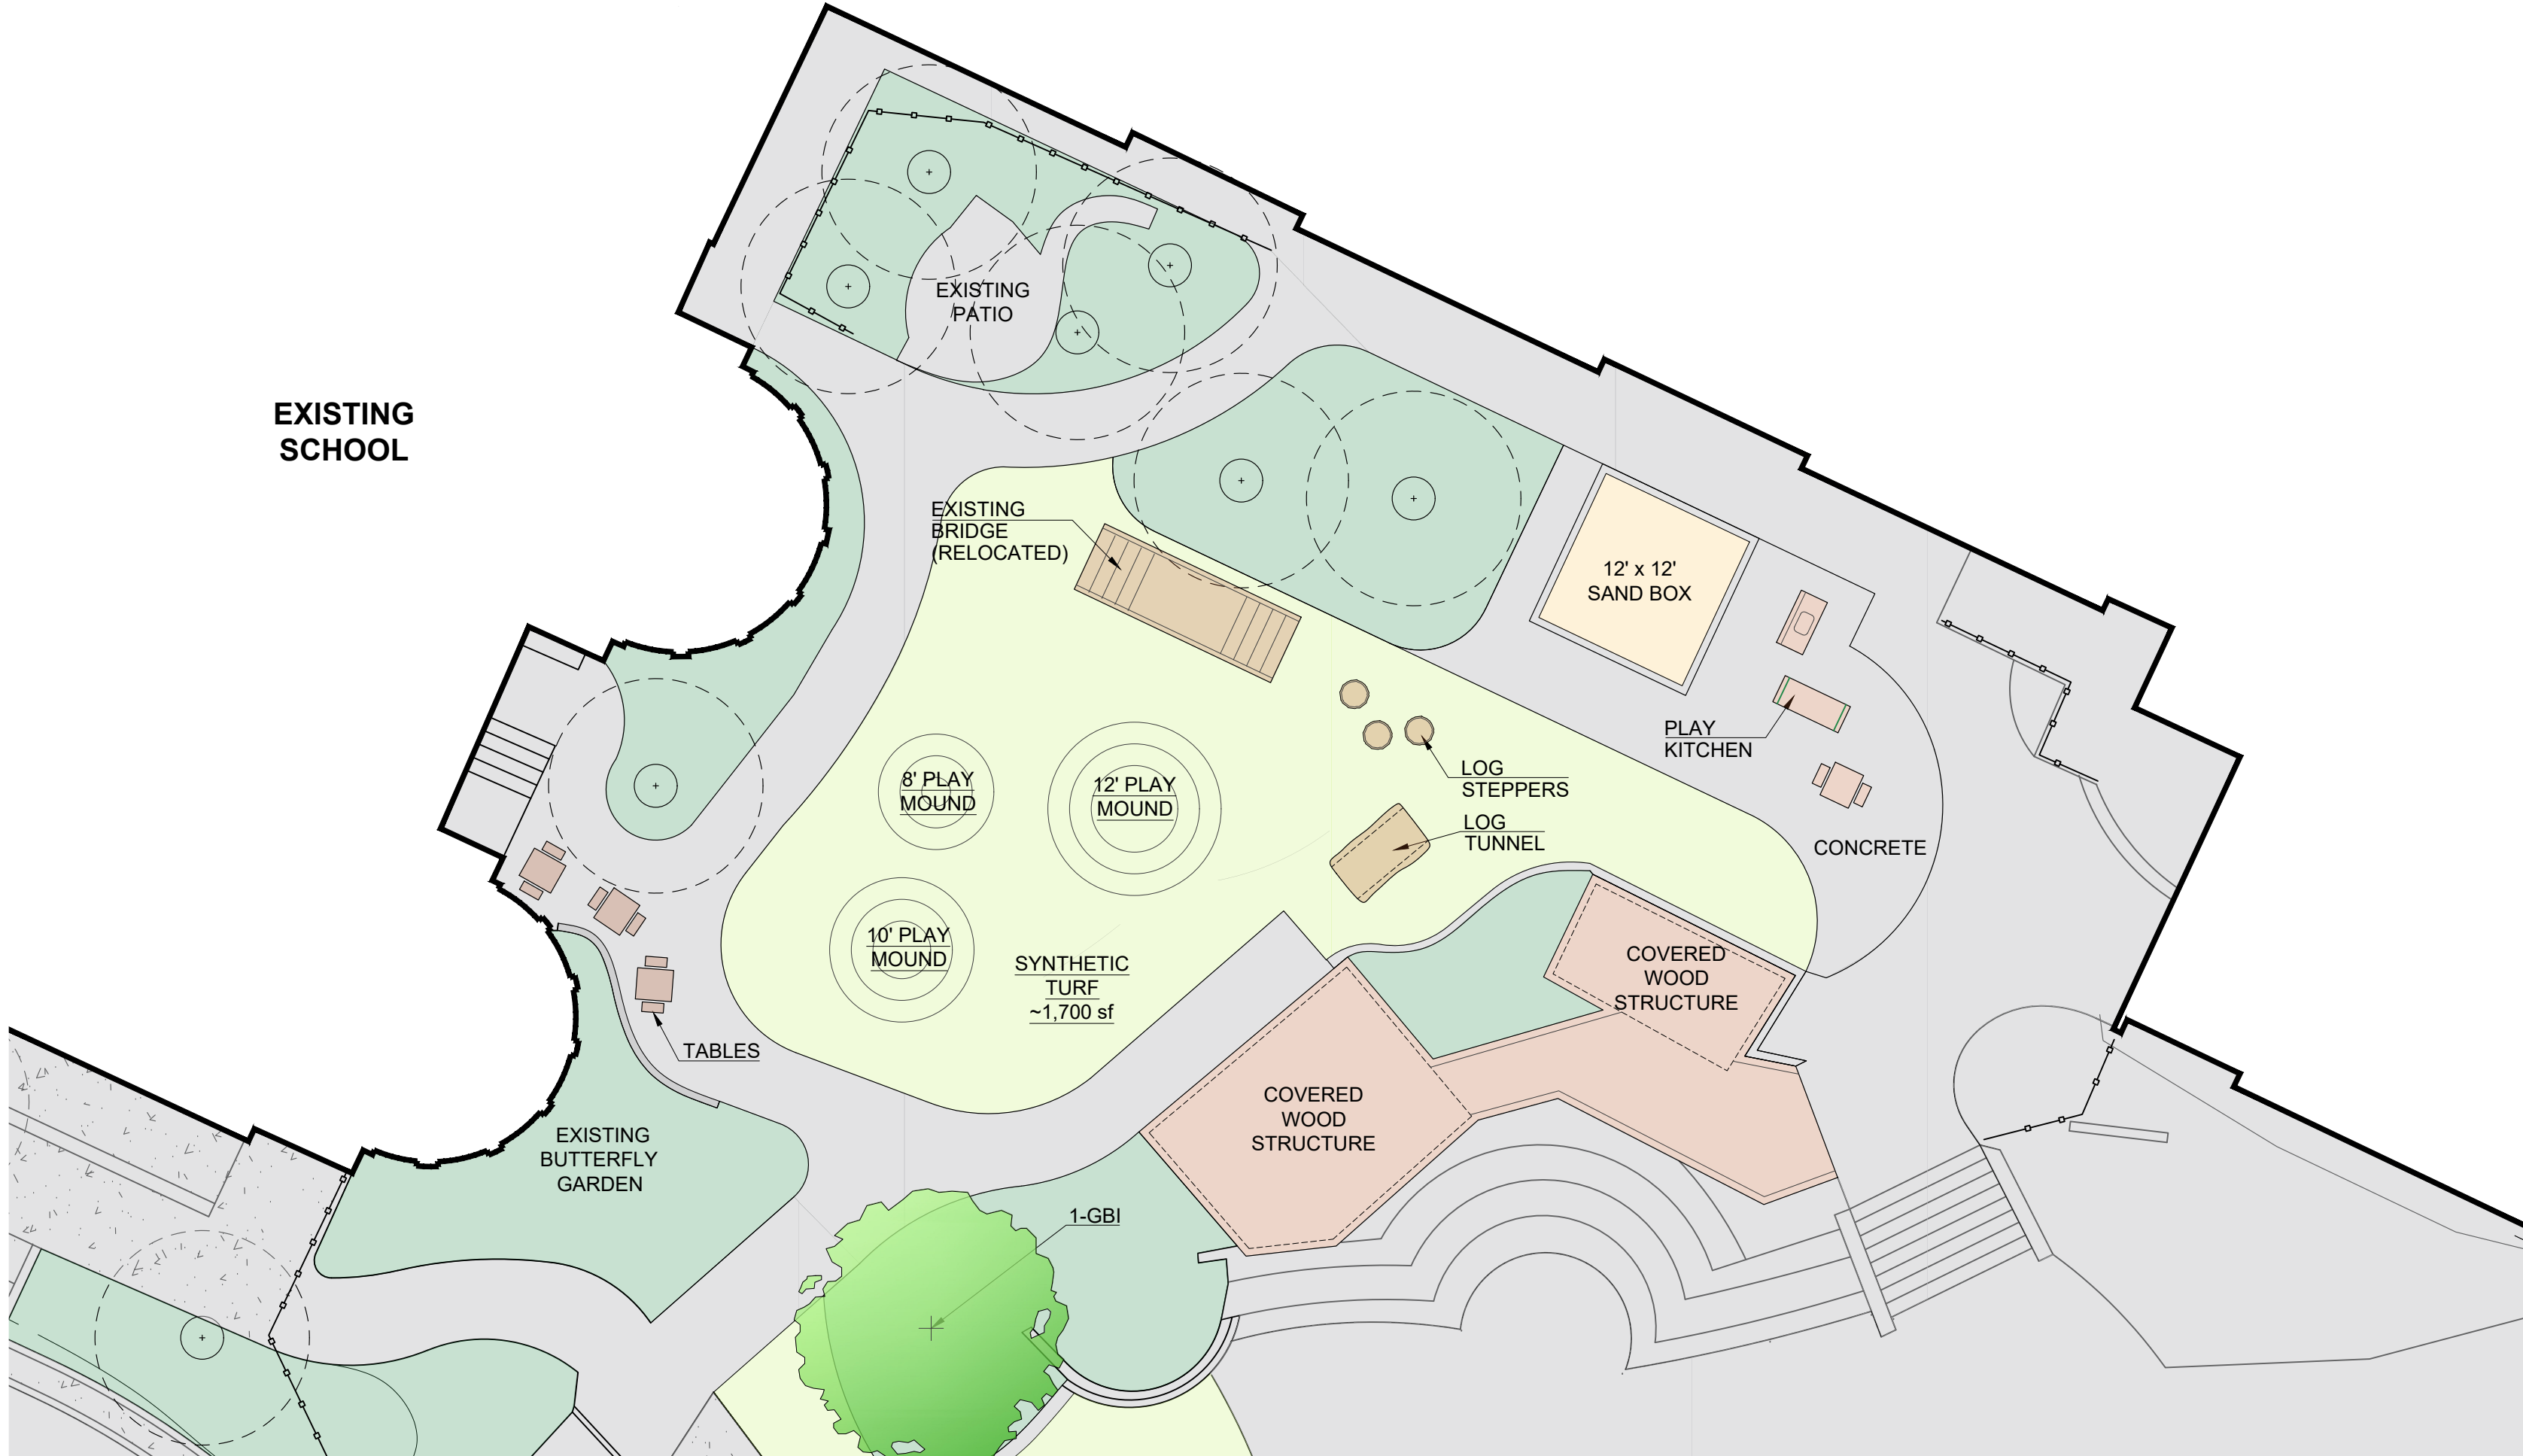 EXISTING
PATIO
EXISTING
SCHOOL
EXISTING
BRIDGE
(RELOCATED)
12' x 12'
SAND BOX
PLAY
KITCHEN
LOG
STEPPERS
8' PLAY
MOUND
12' PLAY
MOUND
LOG
TUNNEL
CONCRETE
10' PLAY
MOUND
SYNTHETIC
TURF
~1,700 sf
COVERED
WOOD
STRUCTURE
TABLES
COVERED
WOOD
STRUCTURE
EXISTING
BUTTERFLY
GARDEN
1-GBI